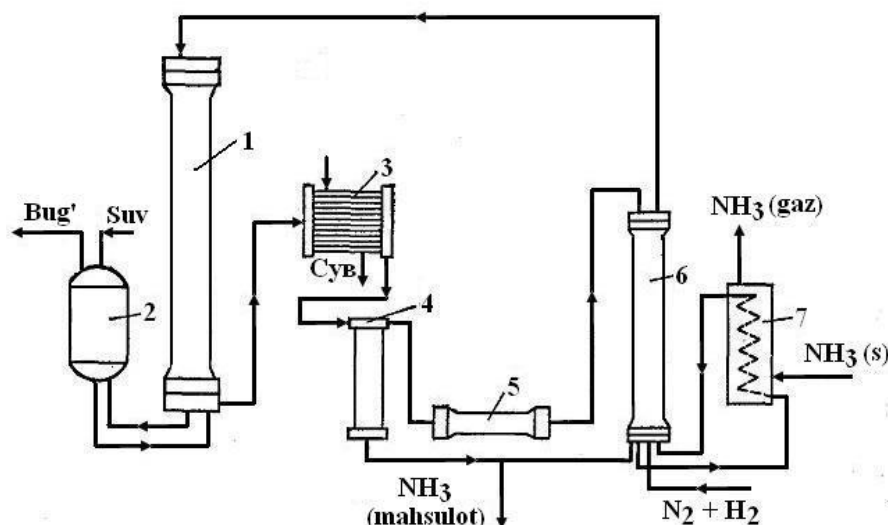 1
3
Bug' Suv
NH3 (gaz)
Сув
6
2
4
7
NH3 (s)
5
NH3
(mahsulot)
N2 + H2